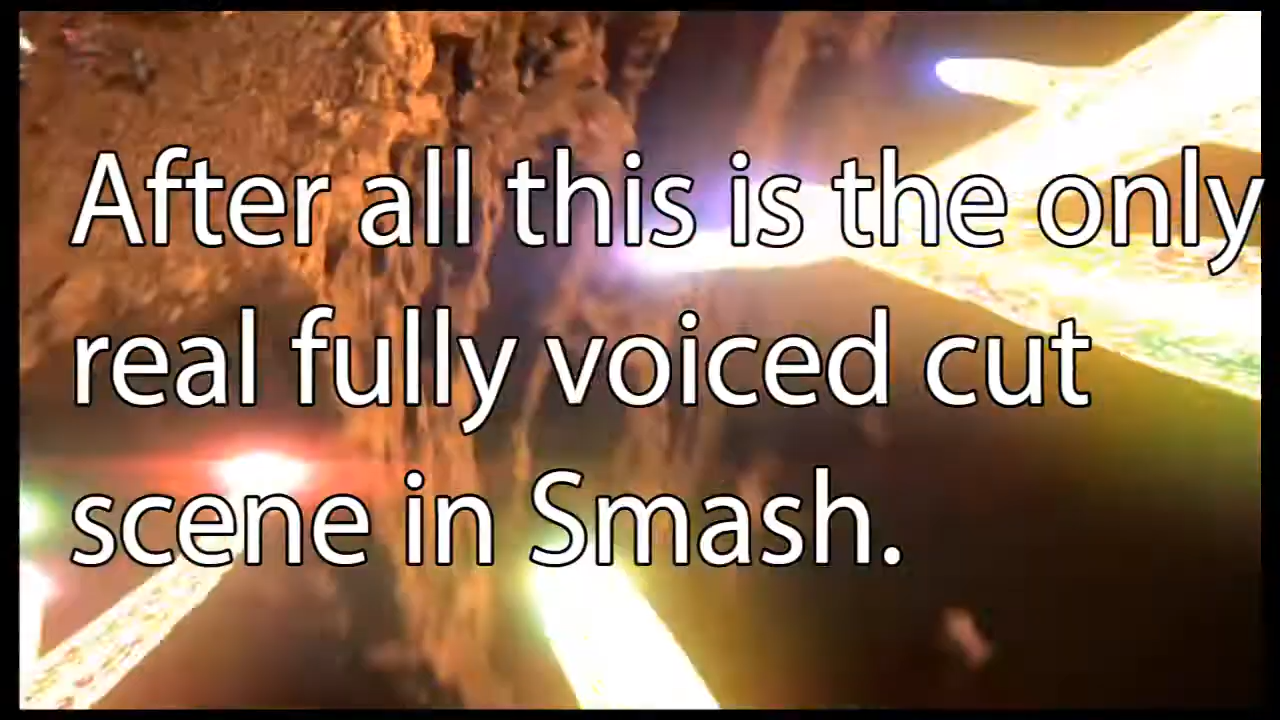 After all this is the only
real fully voiced cut
scene in Smash.